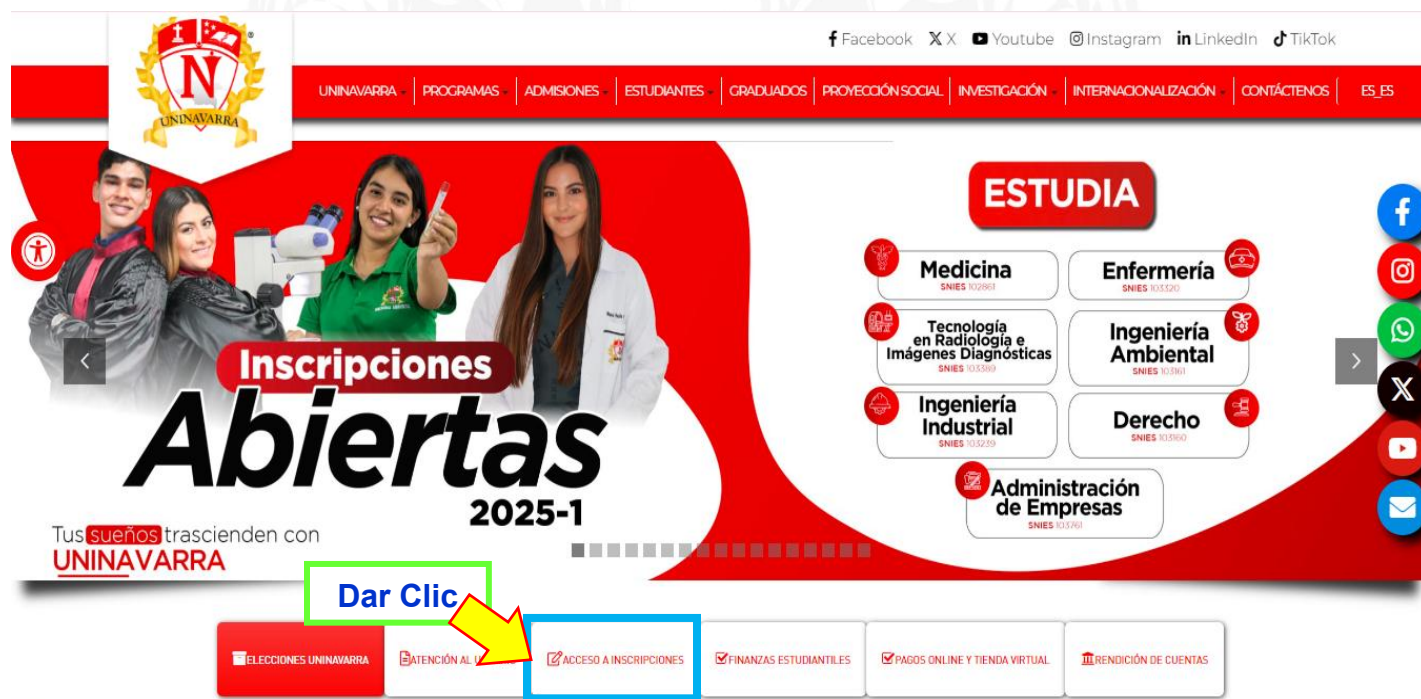 Facebook X Youtube Instagram LinkedIn TikTok
N
UNINAVARRA
UNINAVARRA PROGRAMAS ADMISIONES ESTUDIANTES GRADUADOS PROYECCIÓN SOCIAL INVESTIGACIÓN INTERNACIONALIZACIÓN CONTÁCTENOS ES_ES
ESTUDIA
Medicina
SNIES 102861
Enfermería
SNIES 103320
Tecnología
en Radiología e
Imágenes Diagnósticas
SNIES 103389
Ingeniería
Ambiental
SNIES 103161
Ingeniería
Industrial
SNIES 103239
Derecho
SNIES 103160
Administración
de Empresas
SNIES 103761
Inscripciones
Abiertas
2025-1
Tus sueños trascienden con
UNINAVARRA
Dar Clic
ELECCIONES UNINAVARRA
ATENCIÓN AL
ACCESO A INSCRIPCIONES
FINANZAS ESTUDIANTILES
PAGOS ONLINE Y TIENDA VIRTUAL
RENDICIÓN DE CUENTAS